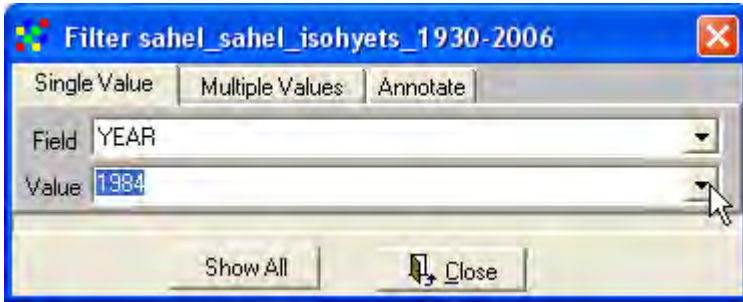 Filter sahel_sahel_isohyets_1930-2006
Single Value Multiple Values Annotate
Field YEAR
Value 1984
Show All Close